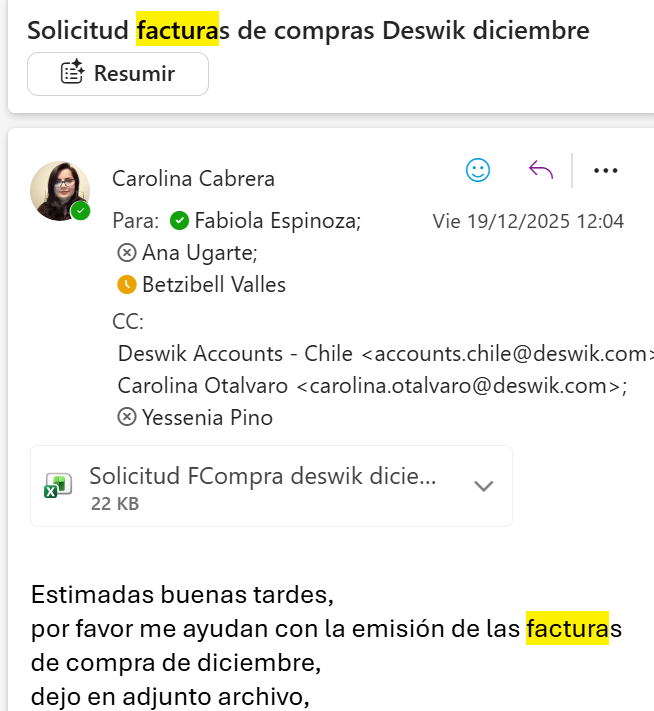 Solicitud facturas de compras Deswik diciembre
Resumir
Carolina Cabrera
Para: Fabiola Espinoza;
Vie 19/12/2025 12:04
Ana Ugarte;
Betzibell Valles
CC:
Deswik Accounts - Chile <accounts.chile@deswik.com>
Carolina Otalvaro <carolina.otalvaro@deswik.com>;
Yessenia Pino
Solicitud FCompra deswik dicie...
22 KB
Estimadas buenas tardes,
por favor me ayudan con la emisión de las facturas
de compra de diciembre,
dejo en adjunto archivo,